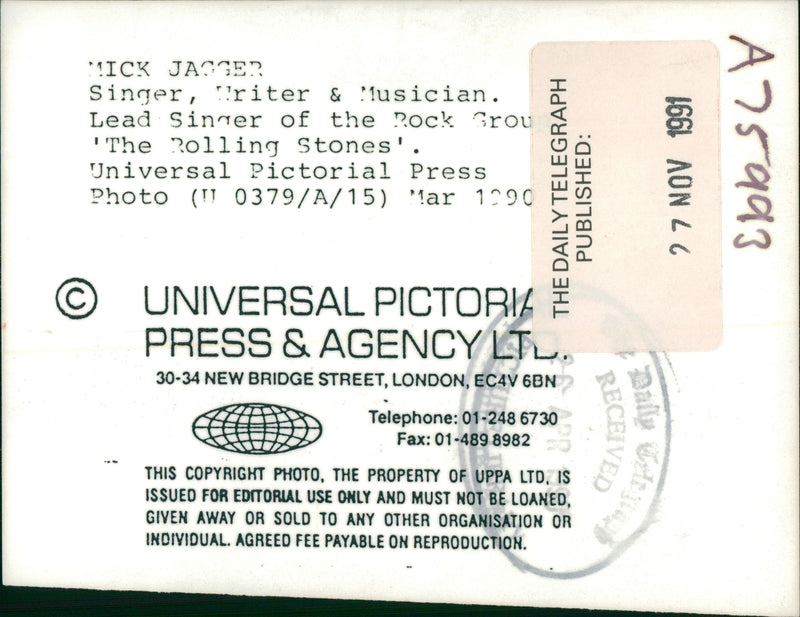 MICK JAGGER
Singer, Writer & Musician.
Lead Singer of the Rock Grou
'The Rolling Stones'.
Universal Pictorial Press
Photo (U 0379/A/15) Mar 1990
THE DAILY TELEGRAPH
PUBLISHED:
27 NOV 1991
A75993
© UNIVERSAL PICTORIA
PRESS & AGENCY LTD.
30-34 NEW BRIDGE STREET, LONDON, EC4V 6BN
Telephone: 01-248 6730
Fax: 01-489 8982
THIS COPYRIGHT PHOTO, THE PROPERTY OF UPPA LTD, IS
ISSUED FOR EDITORIAL USE ONLY AND MUST NOT BE LOANED,
GIVEN AWAY OR SOLD TO ANY OTHER ORGANISATION OR
INDIVIDUAL. AGREED FEE PAYABLE ON REPRODUCTION.
Daily
RECEIVED
APR